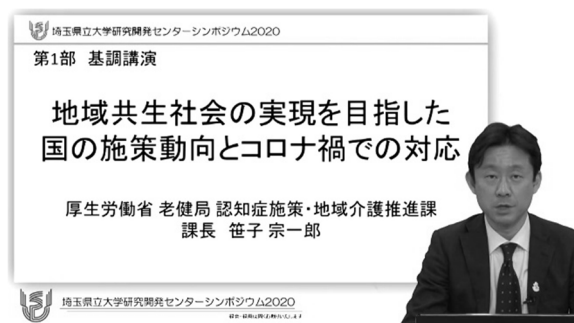 埼玉県立大学研究開発センターシンポジウム2020
第1部 基調講演
地域共生社会の実現を目指した
国の施策動向とコロナ禍での対応
厚生労働省 老健局 認知症施策・地域介護推進課
課長 笹子 宗一郎
埼玉県立大学研究開発センターシンポジウム2020